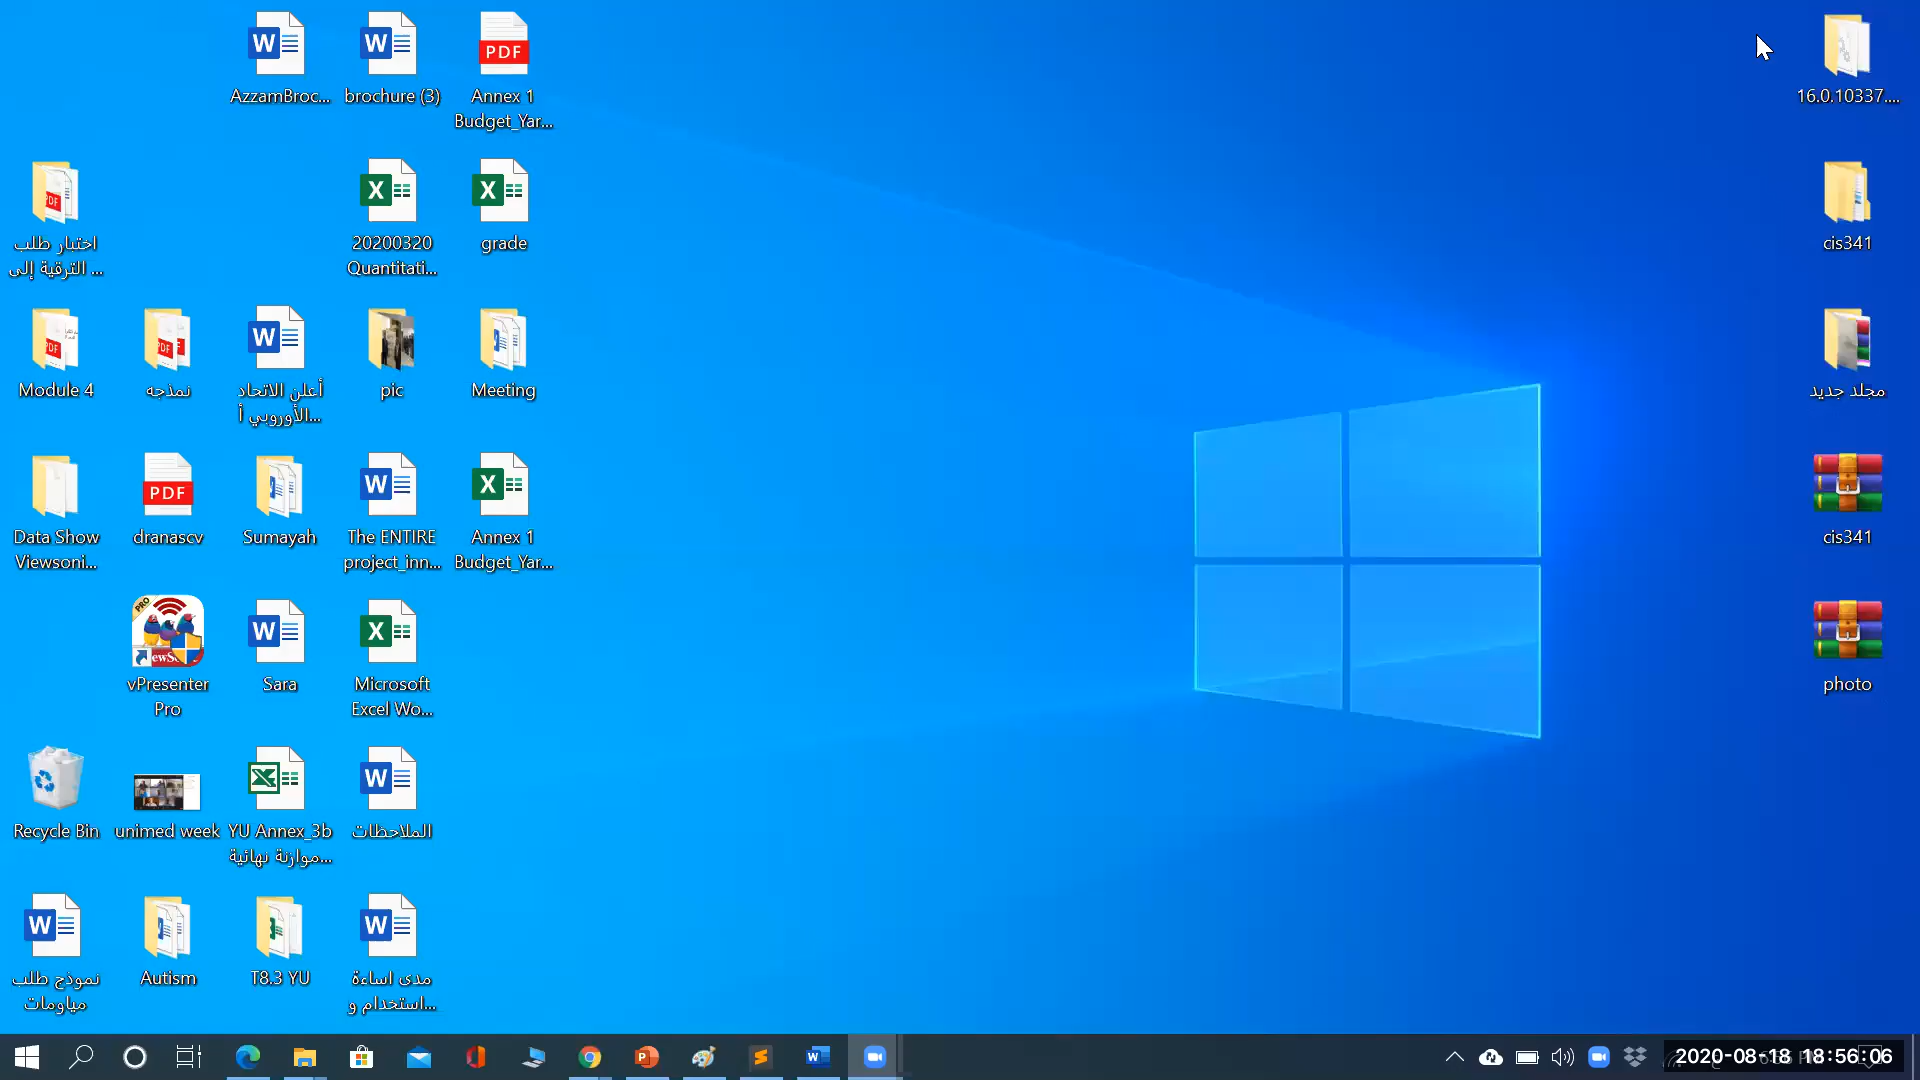 AzzamBroc...
brochure (3)
Annex 1
Budget_Yar...
16.0.10337....
اختبار طلب
الترقية إلى ...
20200320
Quantitati...
grade
cis341
Module 4
نمذجه
أعلن الاتحاد
الأوروبي أ...
pic
Meeting
مجلد جديد
Data Show
Viewsoni...
dranascv
Sumayah
The ENTIRE
project_inn...
Annex 1
Budget_Yar...
cis341
vPresenter
Pro
Sara
Microsoft
Excel Wo...
photo
Recycle Bin
unimed week
YU Annex_3b
موازنة نهائية...
الملاحظات
نموذج طلب
مياومات
Autism
T8.3 YU
مدى اساءة
استخدام و...
2020-08-18 18:56:06